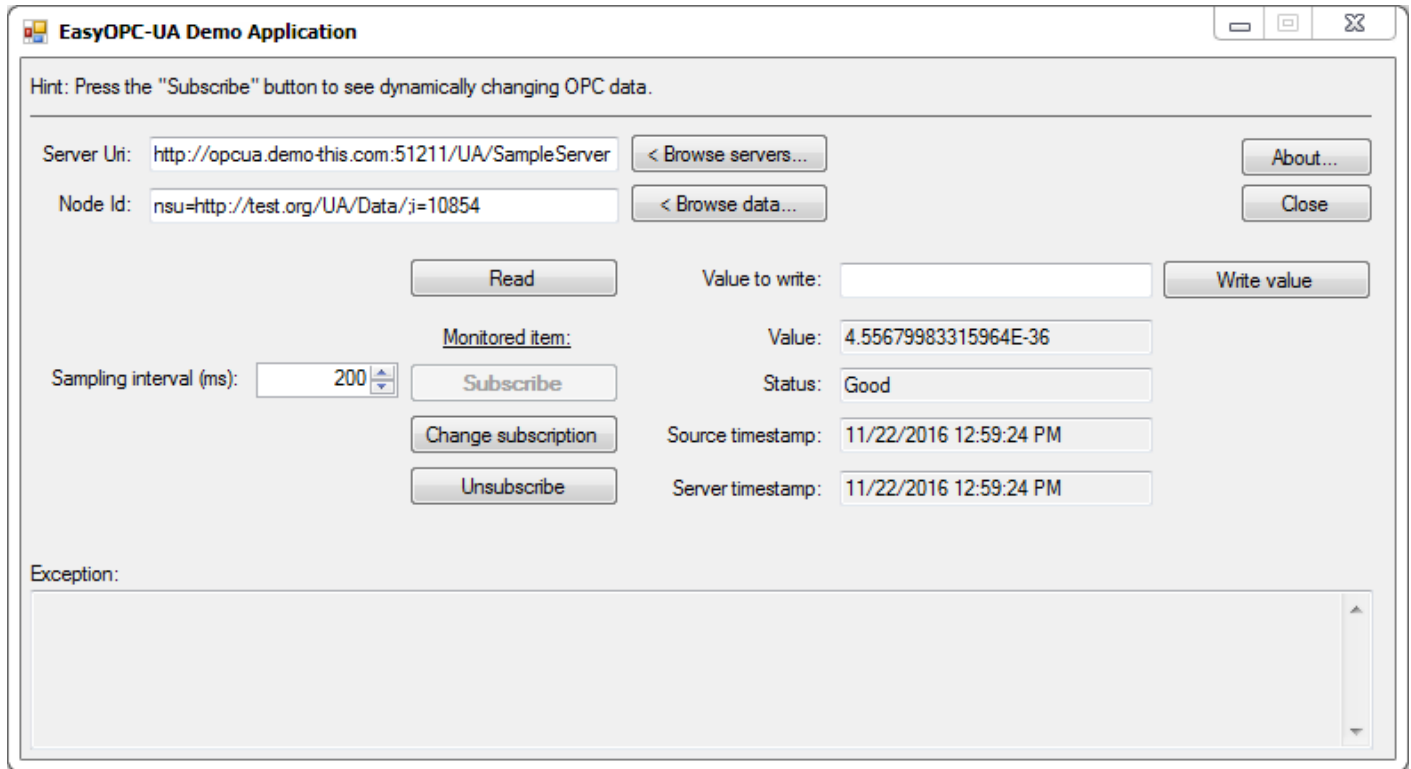 EasyOPC-UA Demo Application
Hint: Press the "Subscribe" button to see dynamically changing OPC data.
Server Uri: http://opcua.demo-this.com:51211/UA/SampleServer < Browse servers... About...
Node Id: nsu=http://test.org/UA/Data/;i=10854 < Browse data... Close
Read Value to write: Write value
Monitored item: Value: 4.55679983315964E-36
Sampling interval (ms): 200 Subscribe Status: Good
Change subscription Source timestamp: 11/22/2016 12:59:24 PM
Unsubscribe Server timestamp: 11/22/2016 12:59:24 PM
Exception: